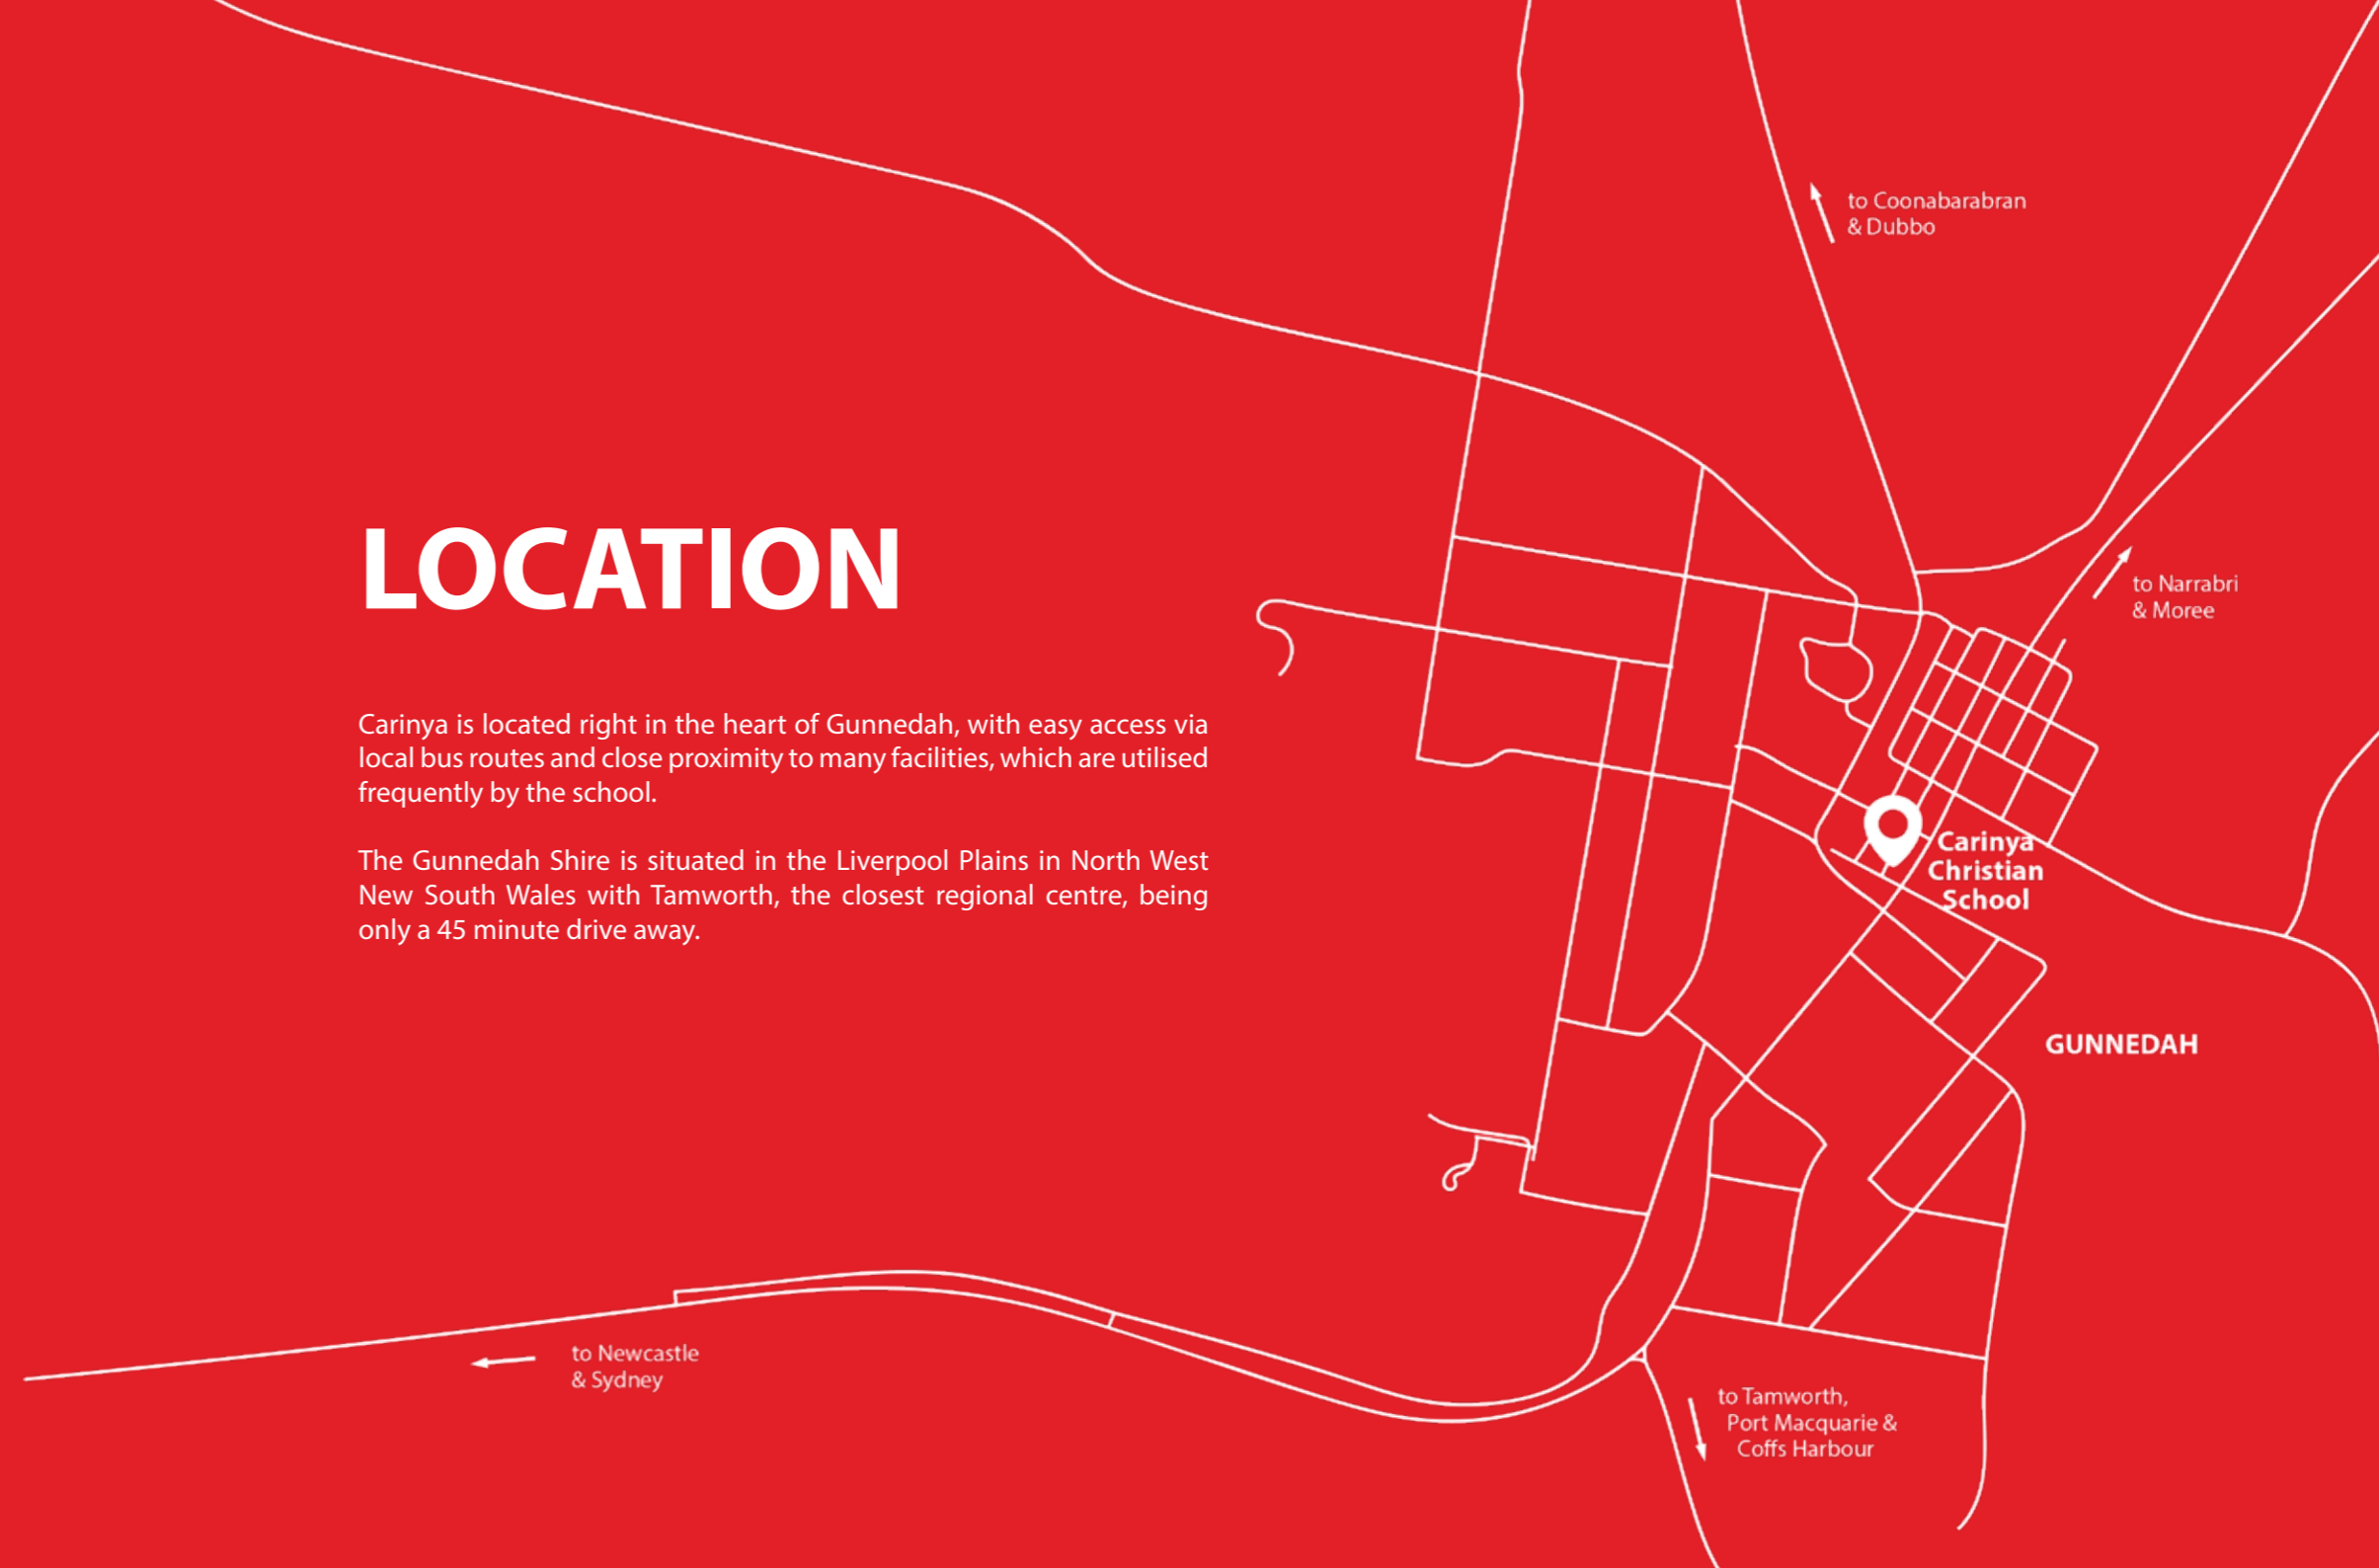 LOCATION
Carinya is located right in the heart of Gunnedah, with easy access via
local bus routes and close proximity to many facilities, which are utilised
frequently by the school.
The Gunnedah Shire is situated in the Liverpool Plains in North West
New South Wales with Tamworth, the closest regional centre, being
only a 45 minute drive away.
to Coonabarabran
& Dubbo
to Narrabri
& Moree
Carinya
Christian
School
GUNNEDAH
to Newcastle
& Sydney
to Tamworth,
Port Macquarie &
Coffs Harbour